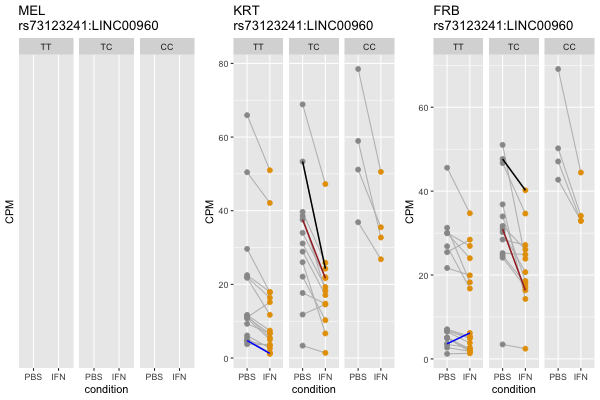 MEL
rs73123241:LINC00960
TT TC CC
CPM
PBS IFN PBS IFN PBS IFN
condition
KRT
rs73123241:LINC00960
TT TC CC
80
60
40
20
0
CPM
PBS IFN PBS IFN PBS IFN
condition
FRB
rs73123241:LINC00960
TT TC CC
60
40
20
0
CPM
PBS IFN PBS IFN PBS IFN
condition